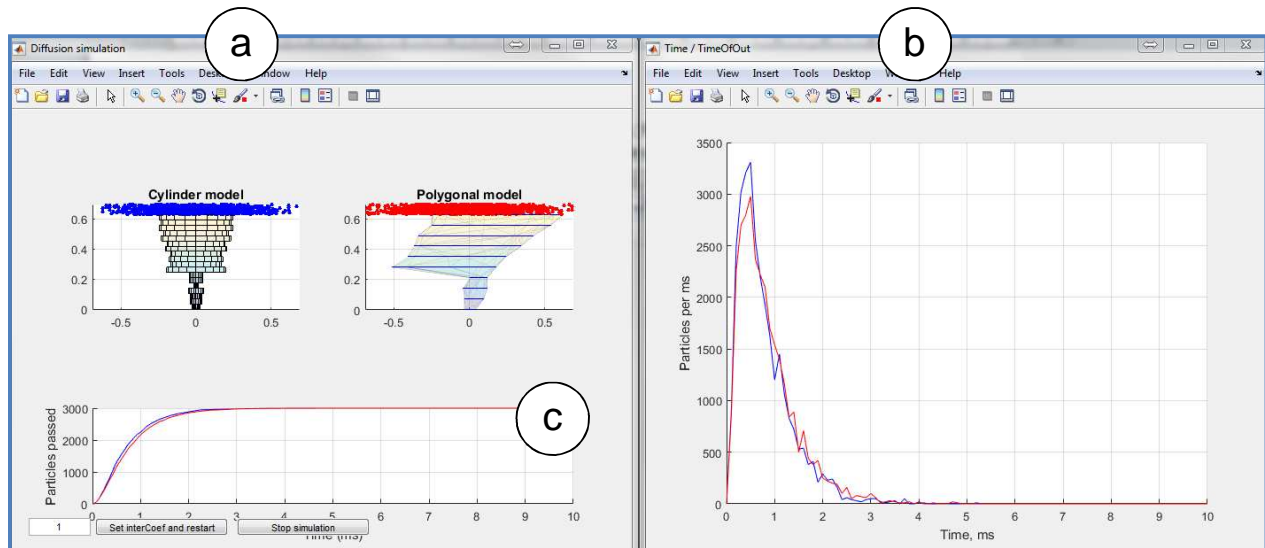 a
b
Diffusion simulation
File Edit View Insert Tools Window Help
Cylinder model
0.6
0.4
0.2
0
-0.5 0 0.5
Polygonal model
0.6
0.4
0.2
0
-0.5 0 0.5
c
Particles passed
3000
2000
1000
0
0 1 2 3 4 5 6 7 8 9 10
1 Set interCoef and restart Stop simulation
Time (ms)
Time / TimeOfOut
File Edit View Insert Tools Desktop Help
Particles per ms
3500
3000
2500
2000
1500
1000
500
0
0 1 2 3 4 5 6 7 8 9 10
Time, ms